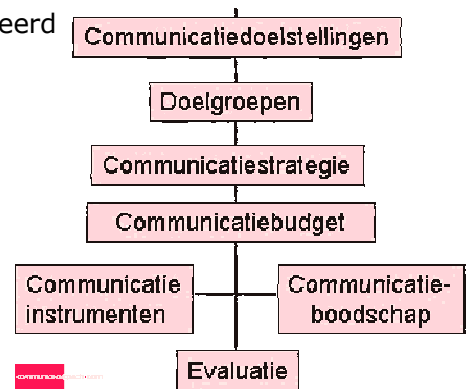 eerd
Communicatiedoelstellingen
Doelgroepen
Communicatiestrategie
Communicatiebudget
Communicatie
instrumenten
Communicatie-
boodschap
Evaluatie